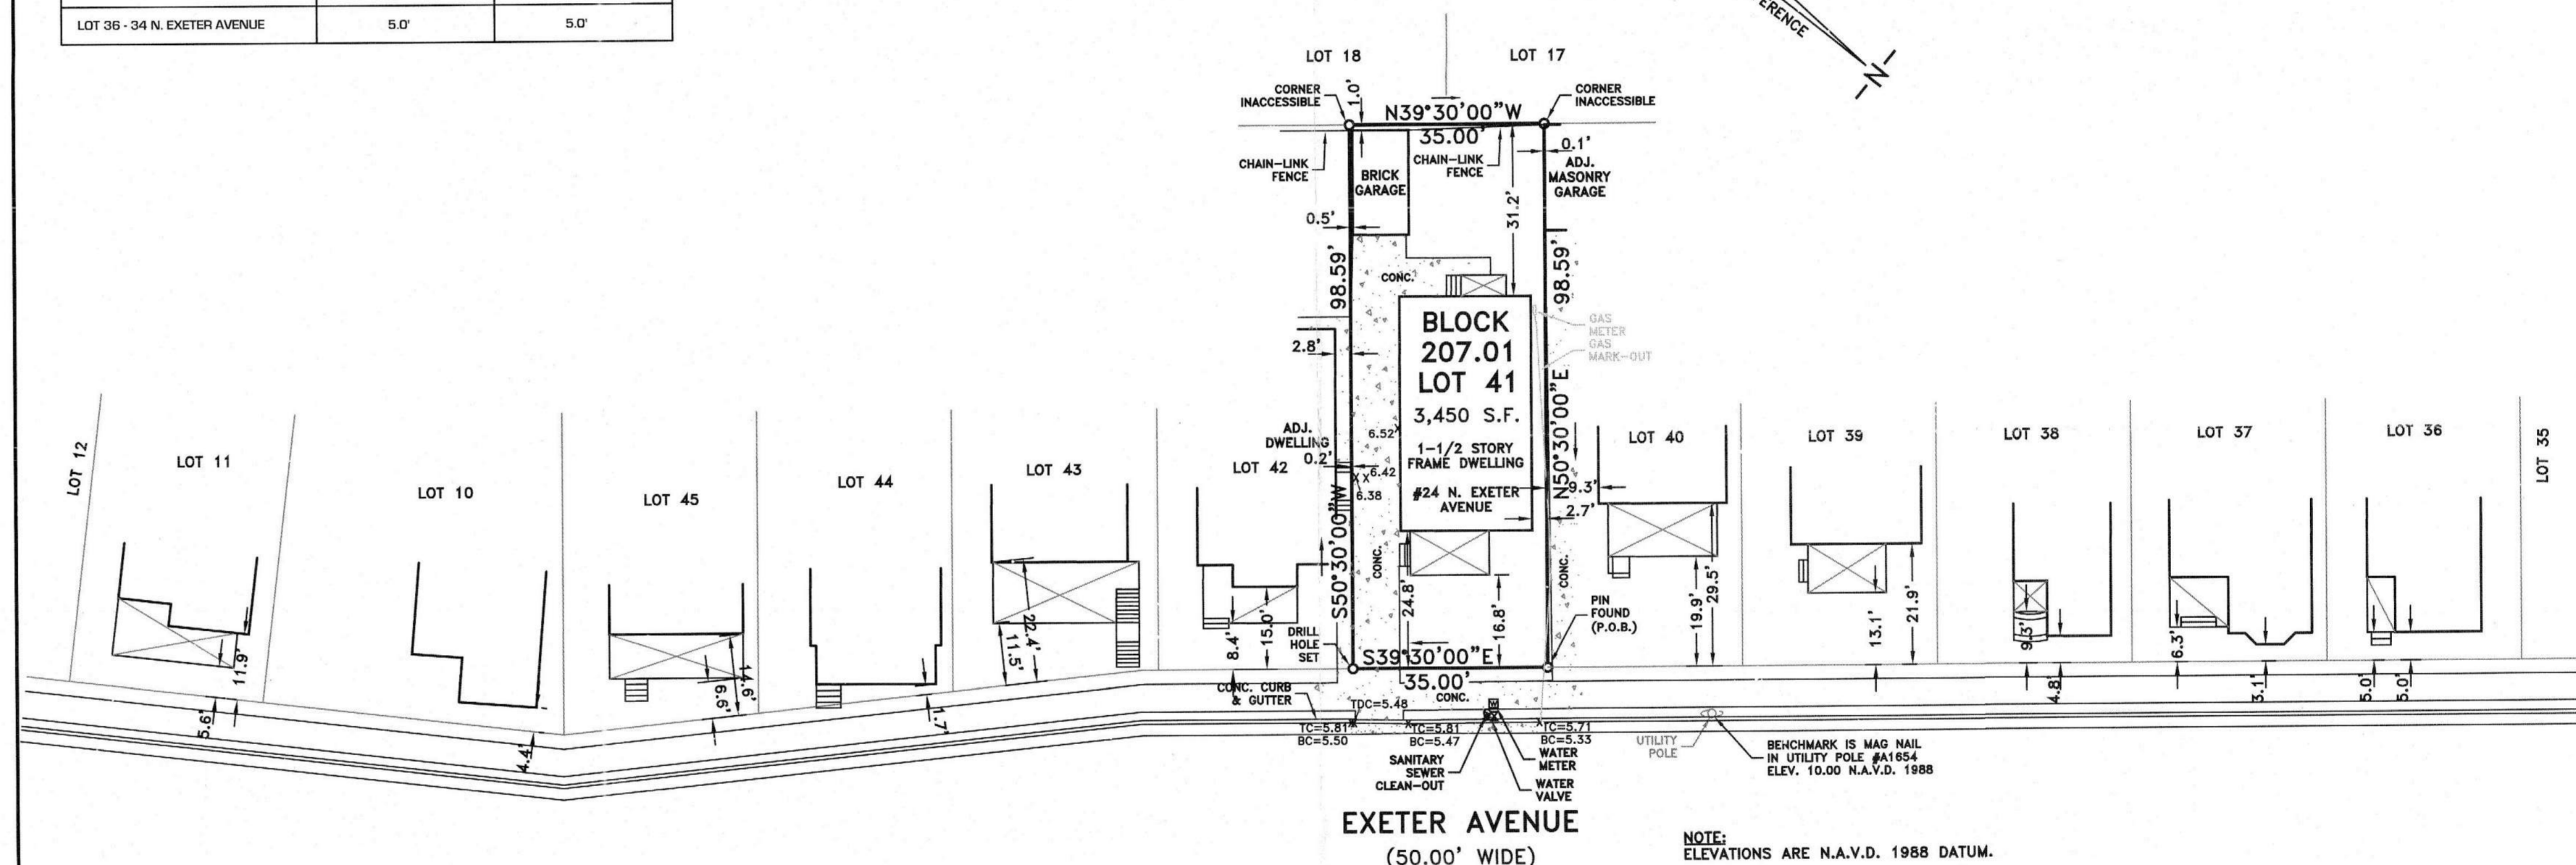 LOT 36 - 34 N. EXETER AVENUE 5.0' 5.0'
ERENCE
N
LOT 18
LOT 17
CORNER
INACCESSIBLE
1.0'
CORNER
INACCESSIBLE
N39°30'00"W
35.00'
CHAIN-LINK
FENCE
BRICK
GARAGE
CHAIN-LINK
FENCE
0.1'
ADJ.
MASONRY
GARAGE
0.5'
31.2'
98.59'
98.59'
CONC.
BLOCK
207.01
LOT 41
3,450 S.F.
1-1/2 STORY
FRAME DWELLING
#24 N. EXETER
AVENUE
GAS
METER
GAS
MARK-OUT
2.8'
ADJ.
DWELLING
0.2'
6.52
6.42
6.38
S50°30'00"W
N50°30'00"E
9.3'
2.7'
CONC.
CONC.
24.8'
16.8'
LOT 12
LOT 11
LOT 10
LOT 45
LOT 44
LOT 43
LOT 42
LOT 40
LOT 39
LOT 38
LOT 37
LOT 36
LOT 35
11.9'
5.6'
4.4'
14.6'
6.6'
1.7'
22.4'
11.5'
8.4'
15.0'
19.9'
29.5'
13.1'
21.9'
9.3'
4.8'
6.3'
3.1'
5.0'
5.0'
DRILL
HOLE
SET
PIN
FOUND
(P.O.B.)
S39°30'00"E
35.00'
CONC. CURB
& GUTTER
CONC.
TDC=5.48
TC=5.81
BC=5.50
TC=5.81
BC=5.47
TC=5.71
BC=5.33
SANITARY
SEWER
CLEAN-OUT
WATER
METER
WATER
VALVE
UTILITY
POLE
BENCHMARK IS MAG NAIL
IN UTILITY POLE #A1654
ELEV. 10.00 N.A.V.D. 1988
EXETER AVENUE
(50.00' WIDE)
NOTE:
ELEVATIONS ARE N.A.V.D. 1988 DATUM.